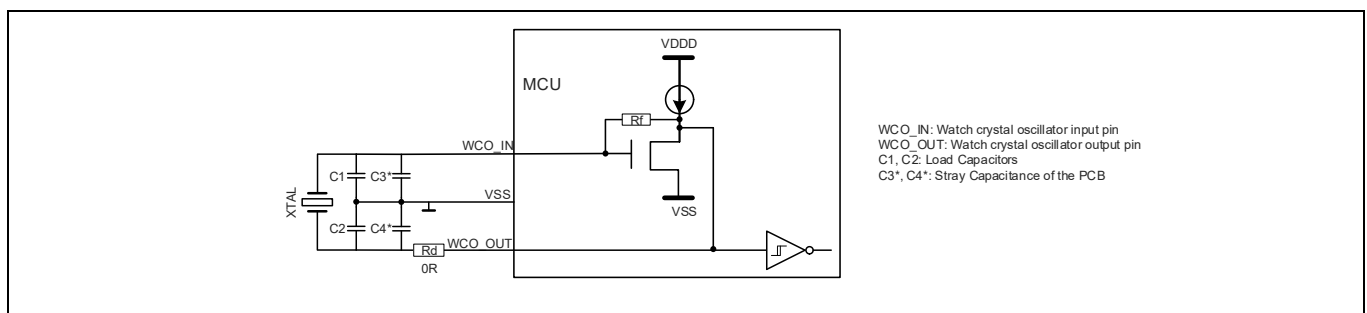 VDDD
MCU
Rf
WCO_IN
C1
C3*
VSS
XTAL
VSS
C2
C4*
Rd
WCO_OUT
0R
WCO_IN: Watch crystal oscillator input pin
WCO_OUT: Watch crystal oscillator output pin
C1, C2: Load Capacitors
C3*, C4*: Stray Capacitance of the PCB